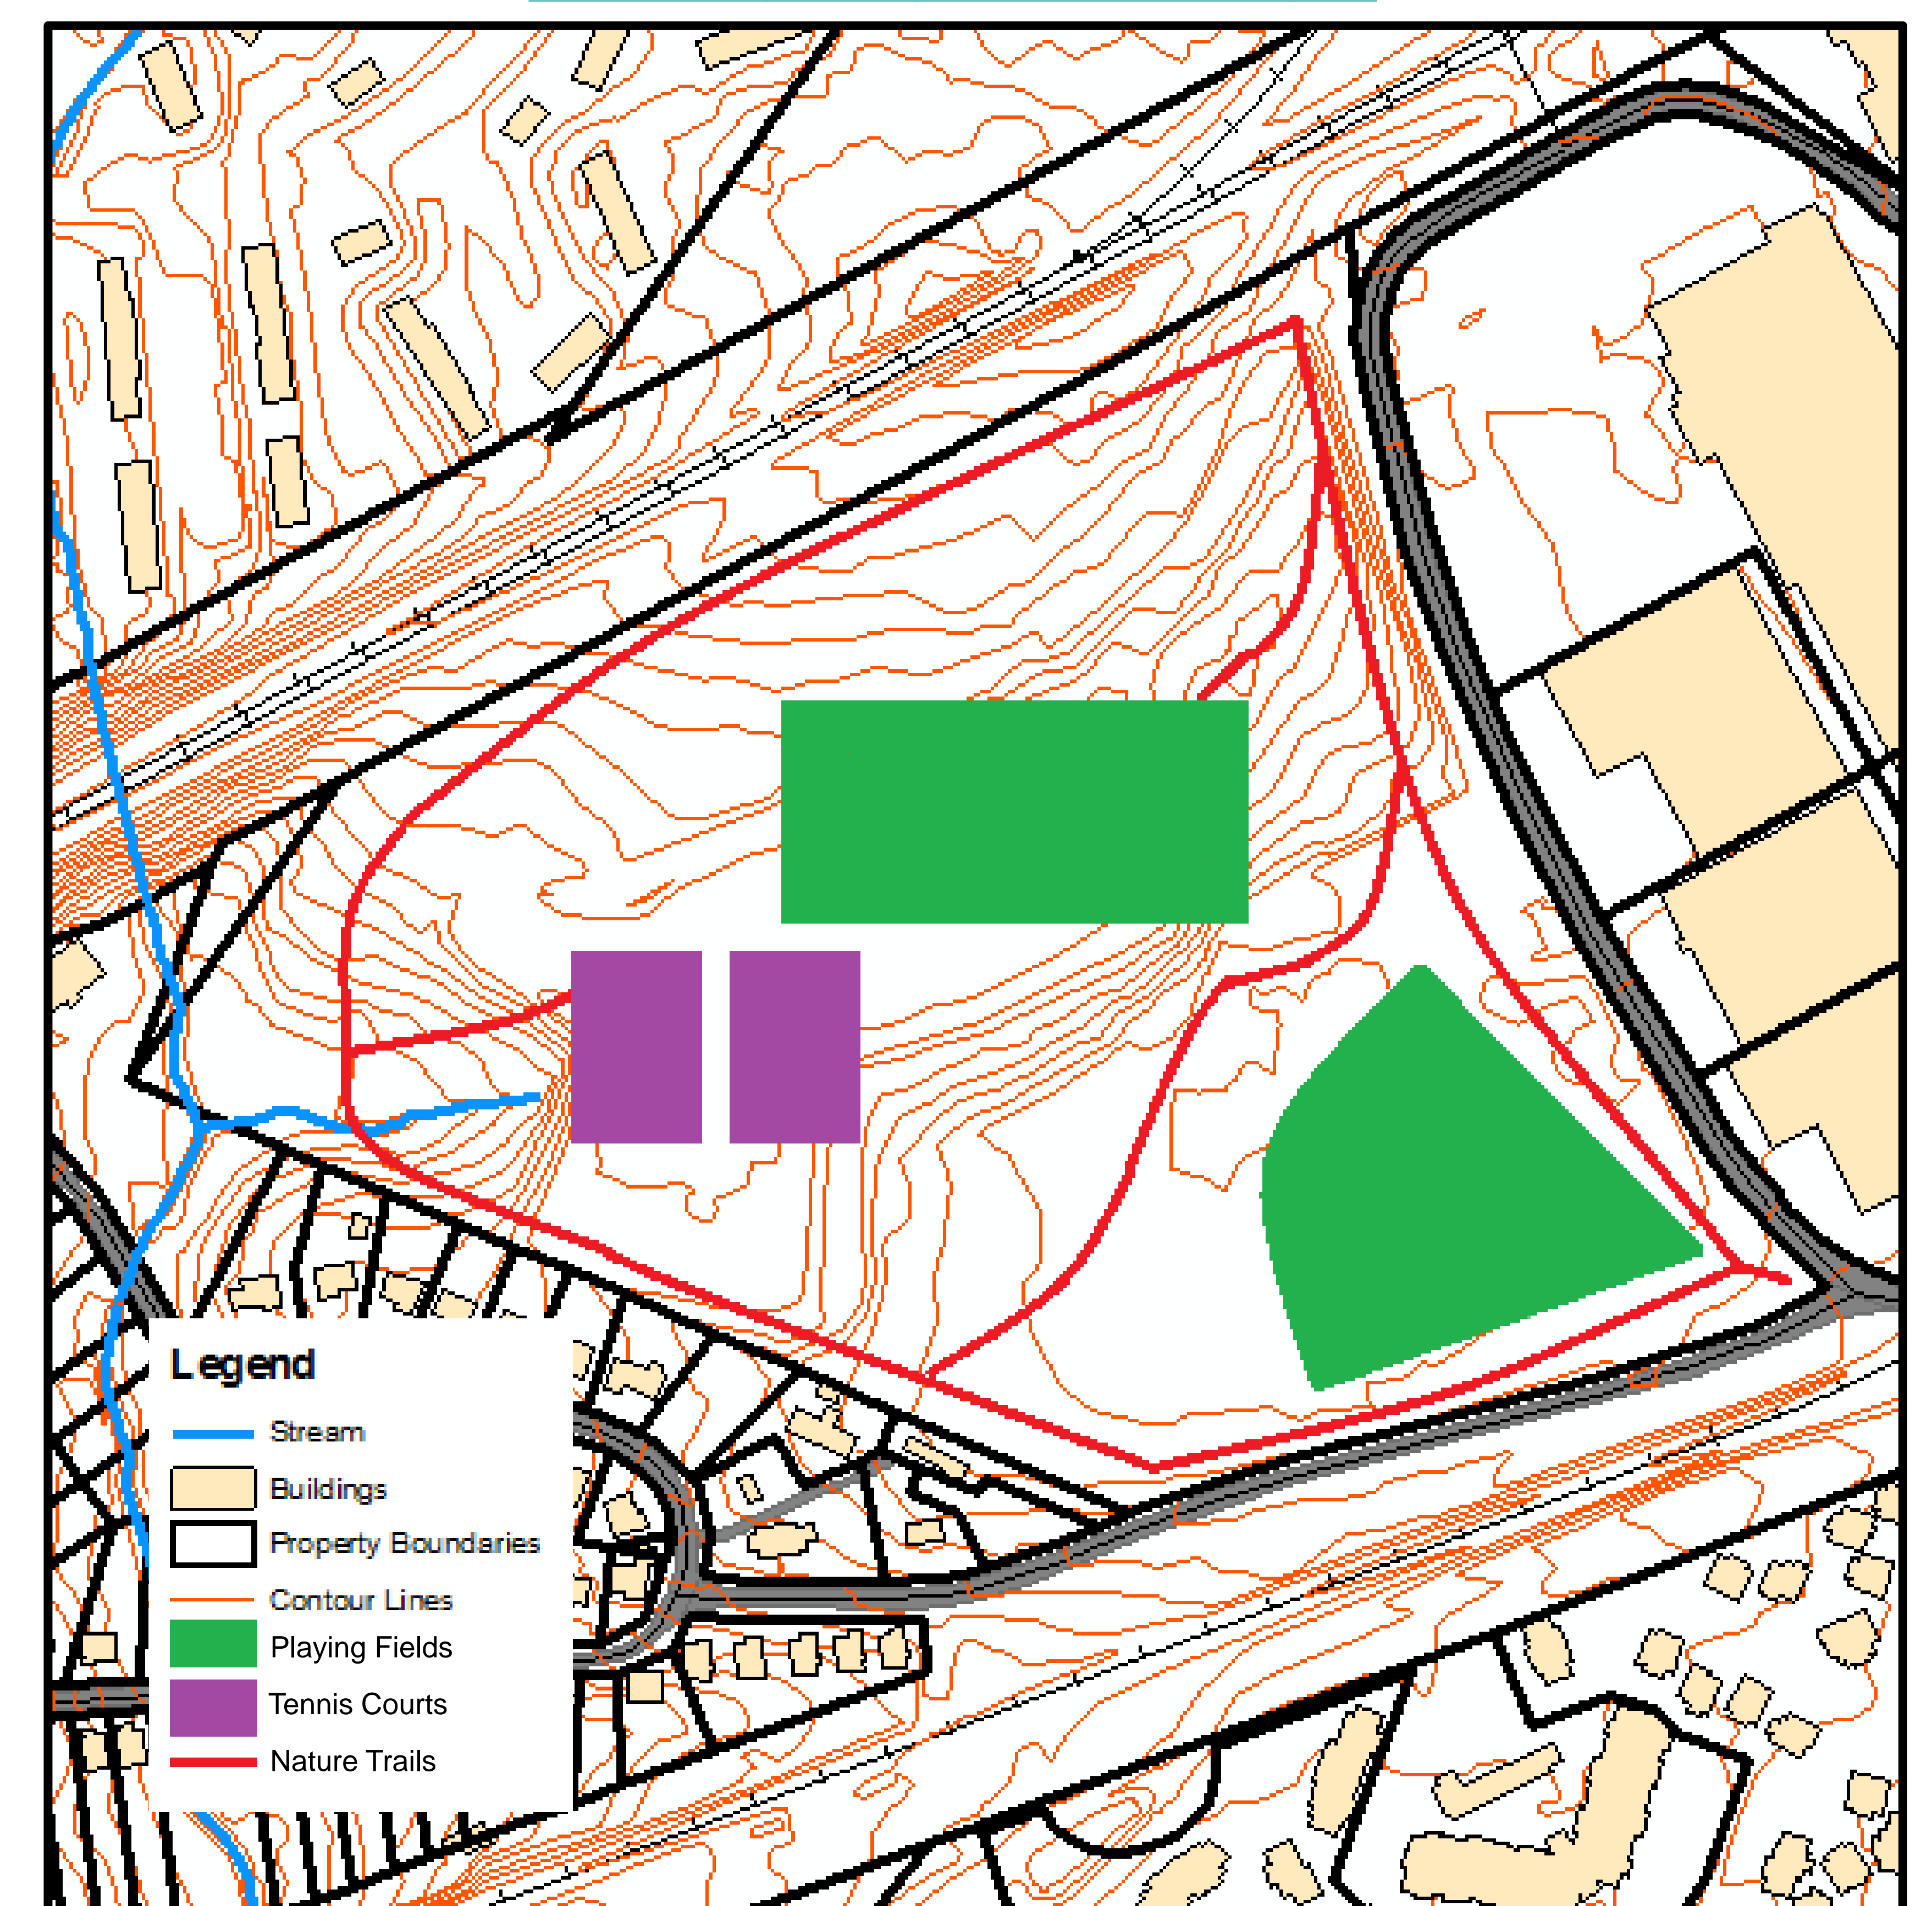 Legend
Stream
Buildings
Property Boundaries
Contour Lines
Playing Fields
Tennis Courts
Nature Trails